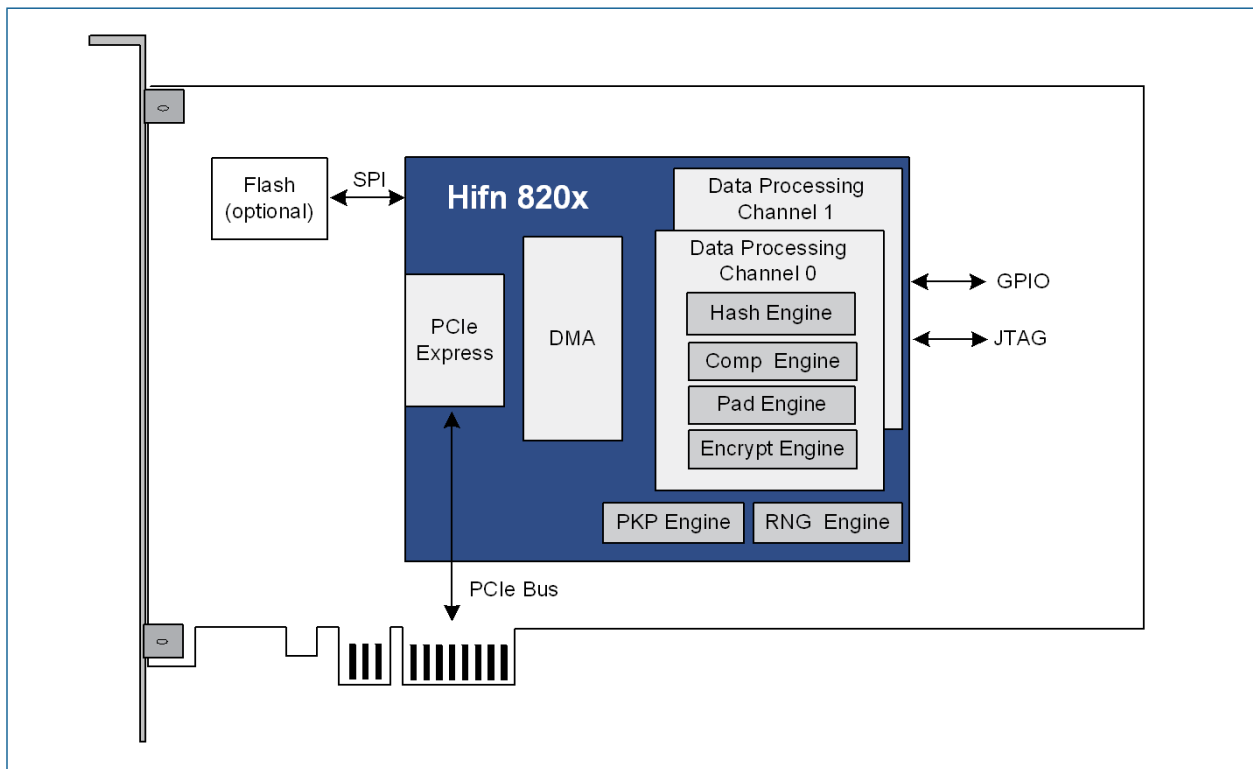 Flash
(optional)
SPI
Hifn 820x
Data Processing
Channel 1
Data Processing
Channel 0
Hash Engine
Comp Engine
Pad Engine
Encrypt Engine
PCIe
Express
DMA
GPIO
JTAG
PKP Engine
RNG Engine
PCIe Bus